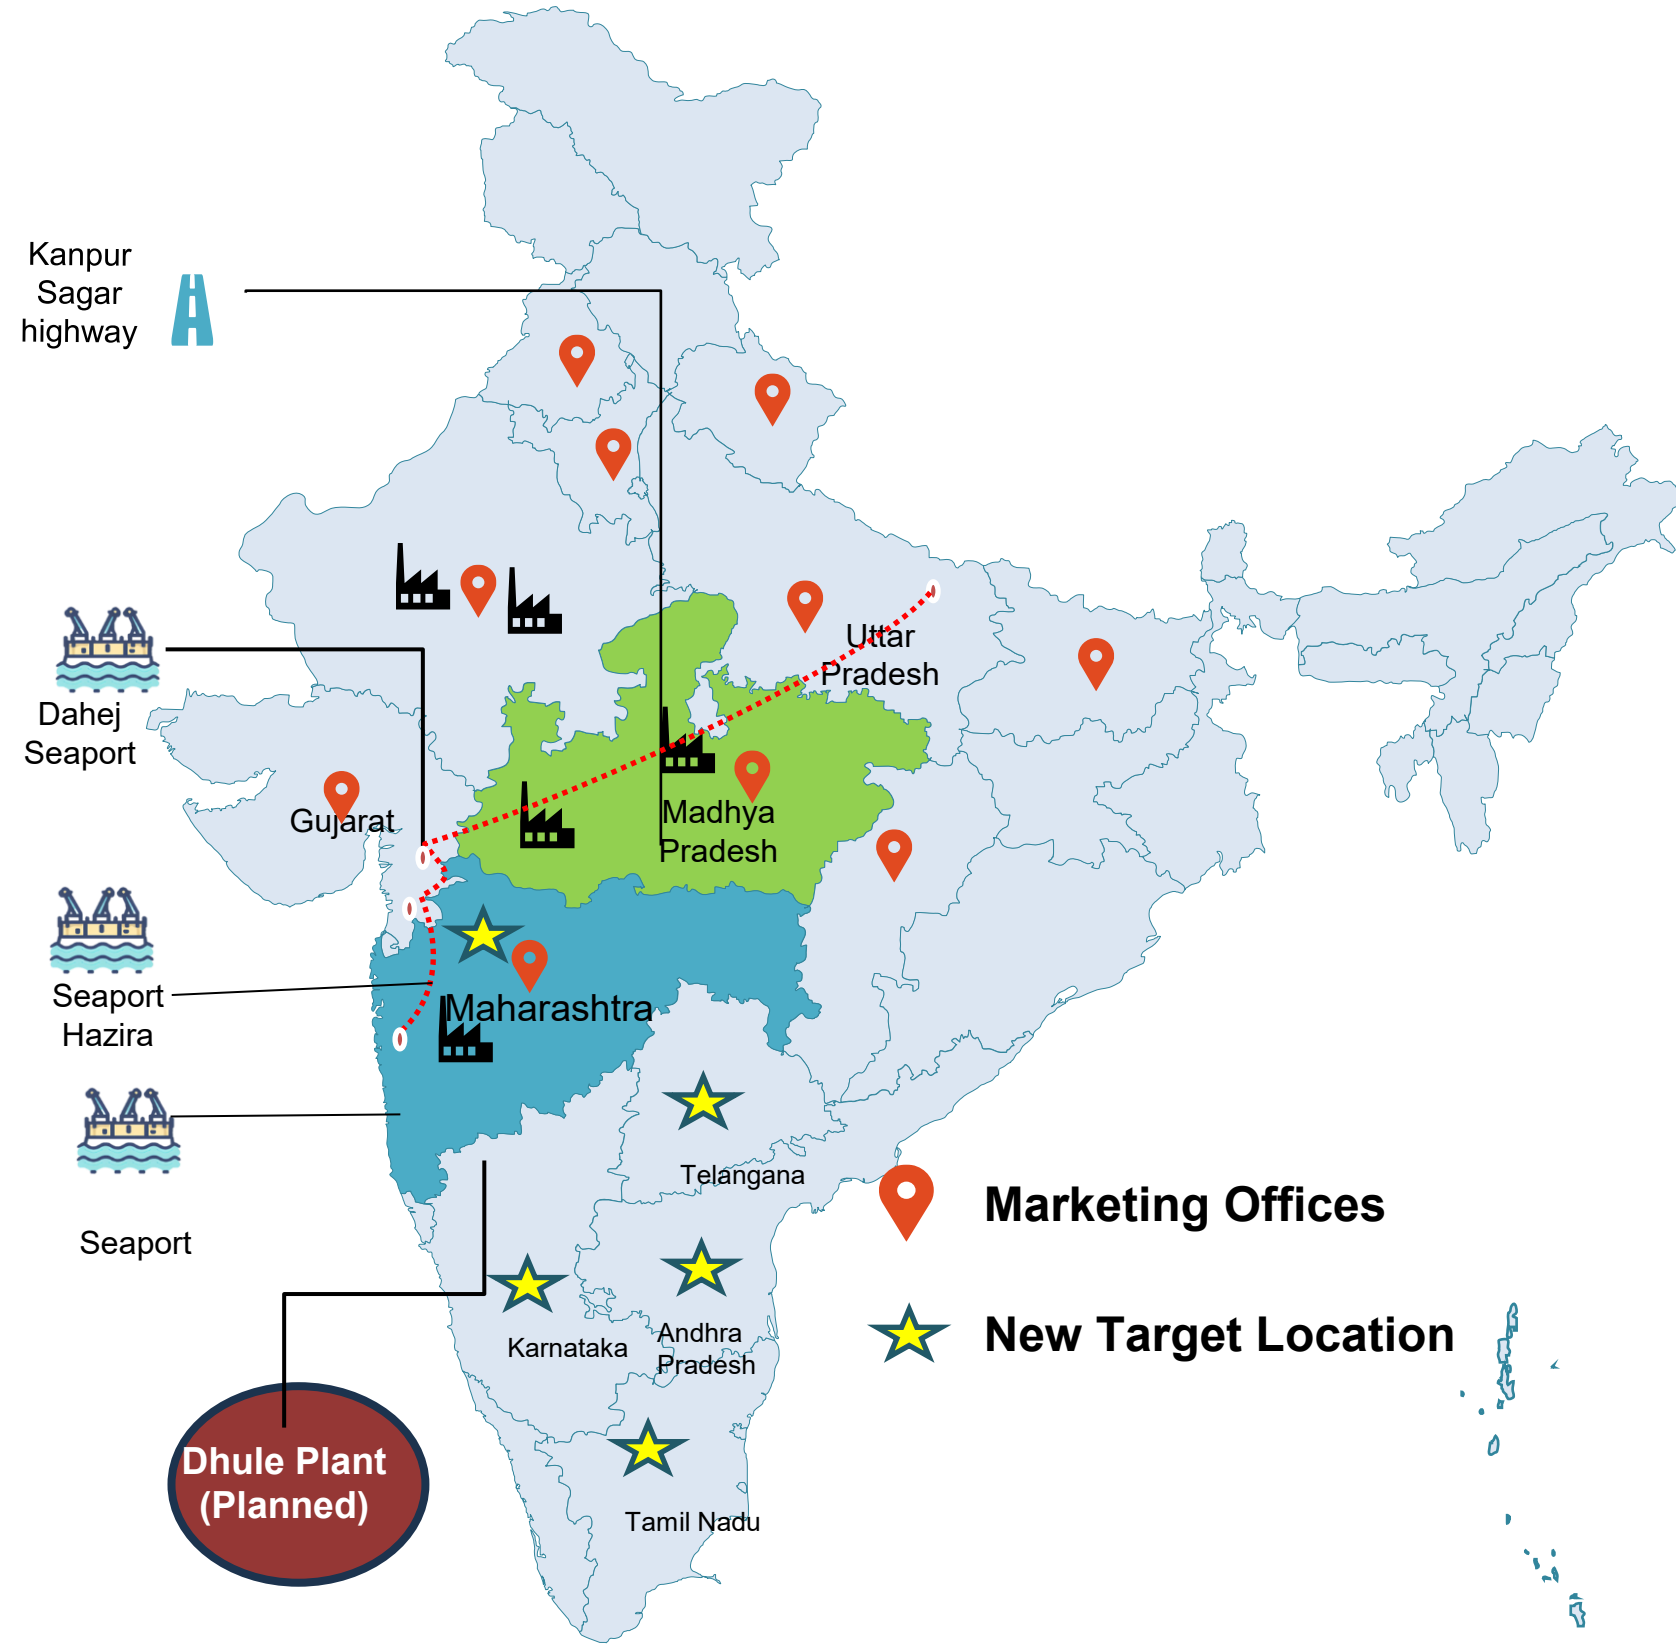 Kanpur
Sagar
highway
Uttar
Pradesh
Dahej
Seaport
Gujarat
Madhya
Pradesh
Seaport
Hazira
Maharashtra
Telangana
Marketing Offices
Seaport
New Target Location
Karnataka
Andhra
Pradesh
Dhule Plant
(Planned)
Tamil Nadu